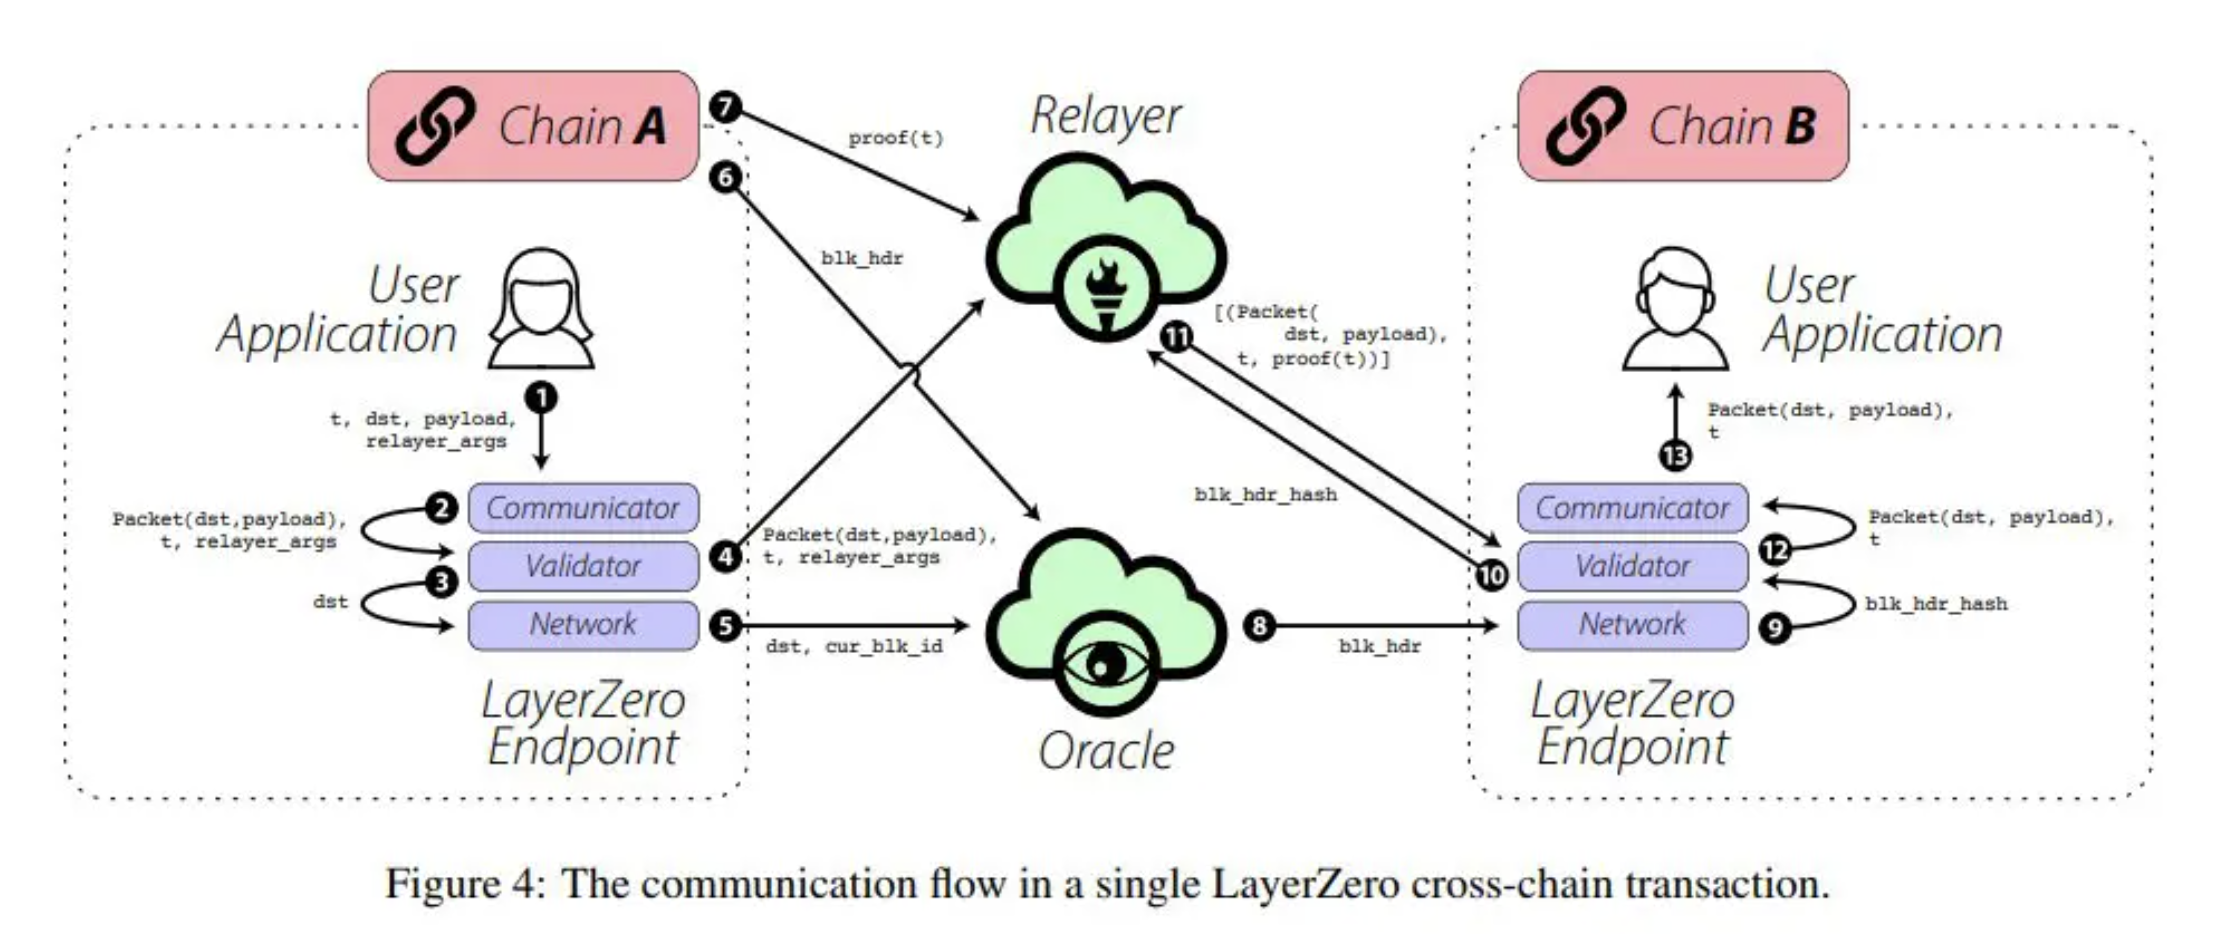 Chain A
7
proof(t)
6
blk_hdr
Relayer
Chain B
User
Application
1
t, dst, payload,
relayer_args
2
Packet(dst,payload),
t, relayer_args
3
dst
Communicator
Validator
Network
LayerZero
Endpoint
4
Packet(dst,payload),
t, relayer_args
5
dst, cur_blk_id
Oracle
8
blk_hdr
11
[(Packet(
dst, payload),
t, proof(t))]
blk_hdr_hash
10
User
Application
Packet(dst, payload),
t
13
Communicator
Validator
Network
12
Packet(dst, payload),
t
9
blk_hdr_hash
LayerZero
Endpoint
Figure 4: The communication flow in a single LayerZero cross-chain transaction.